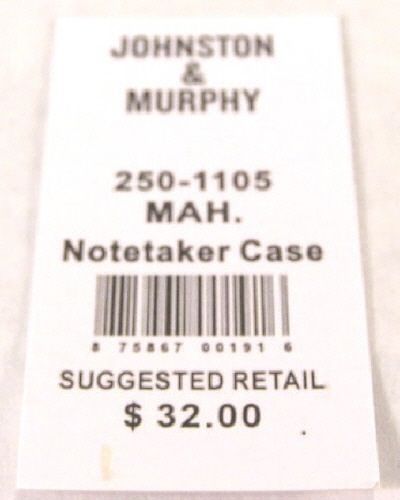 JOHNSTON
&
MURPHY
250-1105
MAH.
Notetaker Case
8 75867 00191 6
SUGGESTED RETAIL
$ 32.00